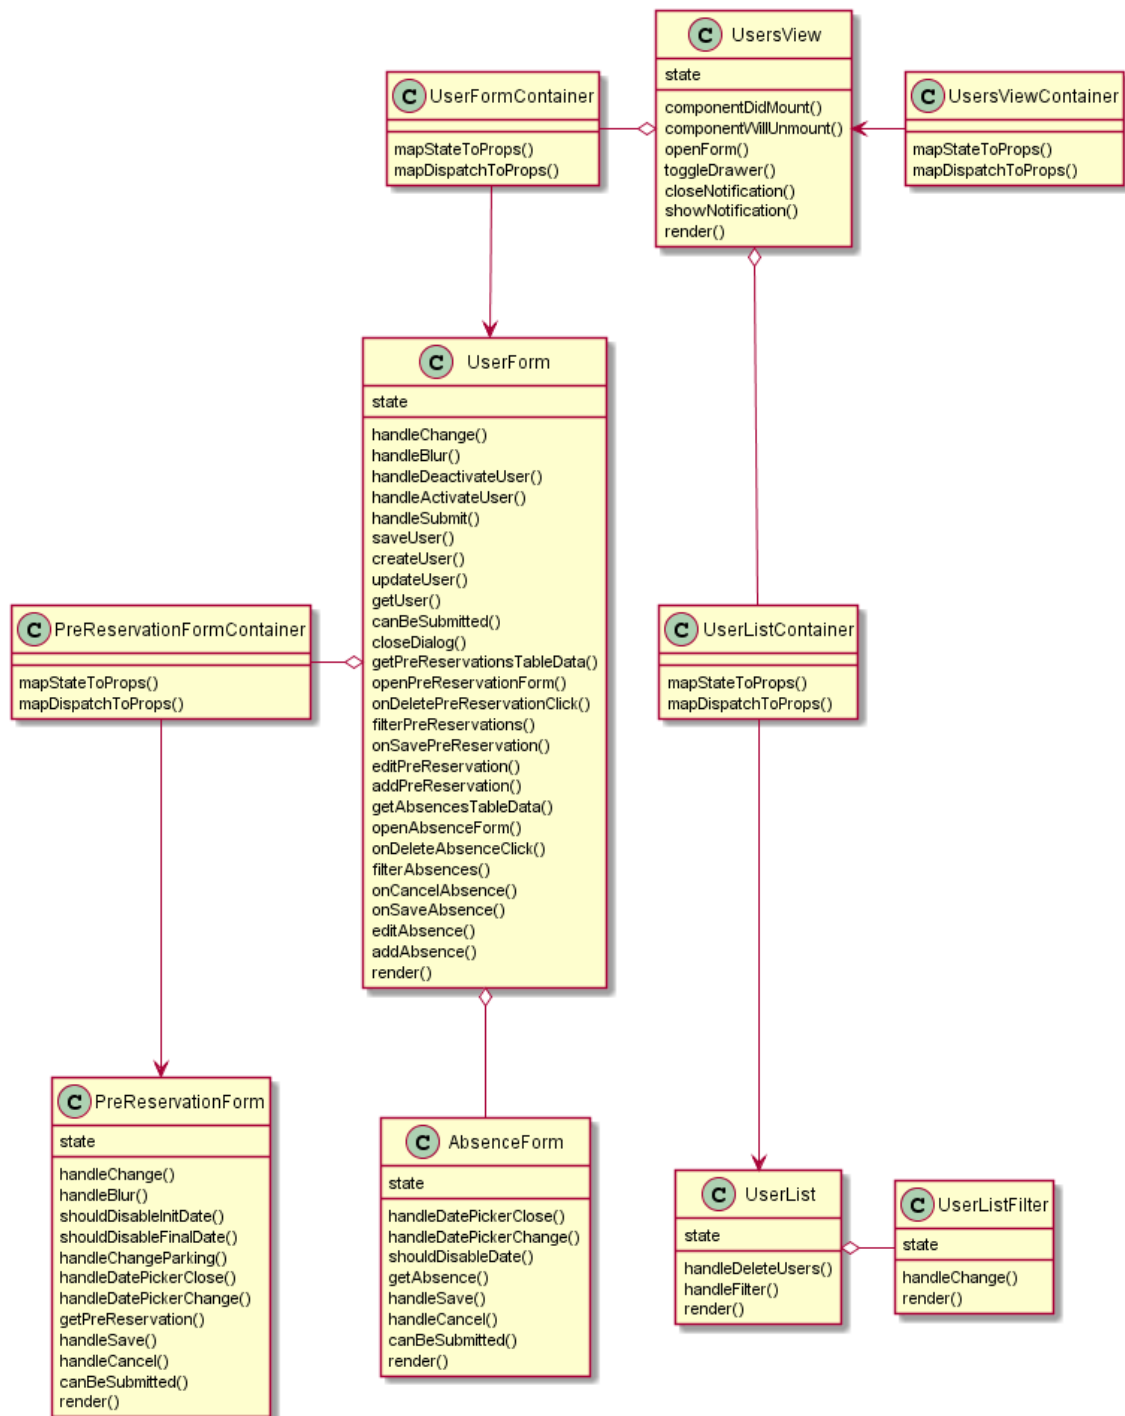 C UsersView
state
componentDidMount()
componentWillUnmount()
openForm()
toggleDrawer()
closeNotification()
showNotification()
render()
C UserFormContainer
mapStateToProps()
mapDispatchToProps()
C UsersViewContainer
mapStateToProps()
mapDispatchToProps()
C UserForm
state
handleChange()
handleBlur()
handleDeactivateUser()
handleActivateUser()
handleSubmit()
saveUser()
createUser()
updateUser()
getUser()
canBeSubmitted()
closeDialog()
getPreReservationsTableData()
openPreReservationForm()
onDeletePreReservationClick()
filterPreReservations()
onSavePreReservation()
editPreReservation()
addPreReservation()
getAbsencesTableData()
openAbsenceForm()
onDeleteAbsenceClick()
filterAbsences()
onCancelAbsence()
onSaveAbsence()
editAbsence()
addAbsence()
render()
C PreReservationFormContainer
mapStateToProps()
mapDispatchToProps()
C UserListContainer
mapStateToProps()
mapDispatchToProps()
C PreReservationForm
state
handleChange()
handleBlur()
shouldDisableInitDate()
shouldDisableFinalDate()
handleChangeParking()
handleDatePickerClose()
handleDatePickerChange()
getPreReservation()
handleSave()
handleCancel()
canBeSubmitted()
render()
C AbsenceForm
state
handleDatePickerClose()
handleDatePickerChange()
shouldDisableDate()
getAbsence()
handleSave()
handleCancel()
canBeSubmitted()
render()
C UserList
state
handleDeleteUsers()
handleFilter()
render()
C UserListFilter
state
handleChange()
render()